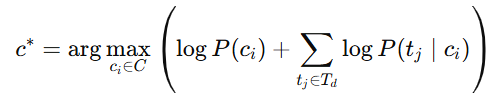 c* = arg max_{c_i ∈ C} ( log P(c_i) + ∑_{t_j ∈ T_d} log P(t_j | c_i) )